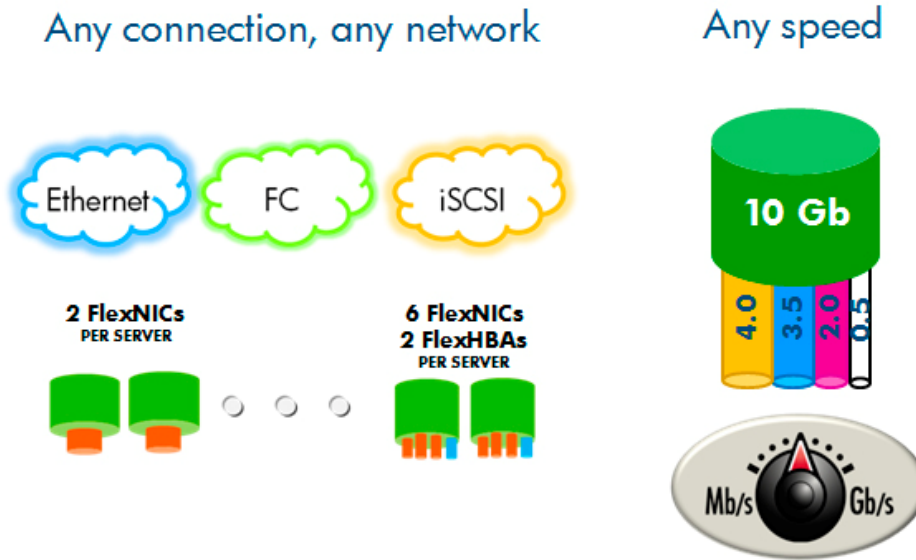 Any connection, any network
Any speed
Ethernet
FC
iSCSI
10 Gb
4.0
3.5
2.0
0.5
2 FlexNICs
PER SERVER
6 FlexNICs
2 FlexHBAs
PER SERVER
Mb/s
Gb/s